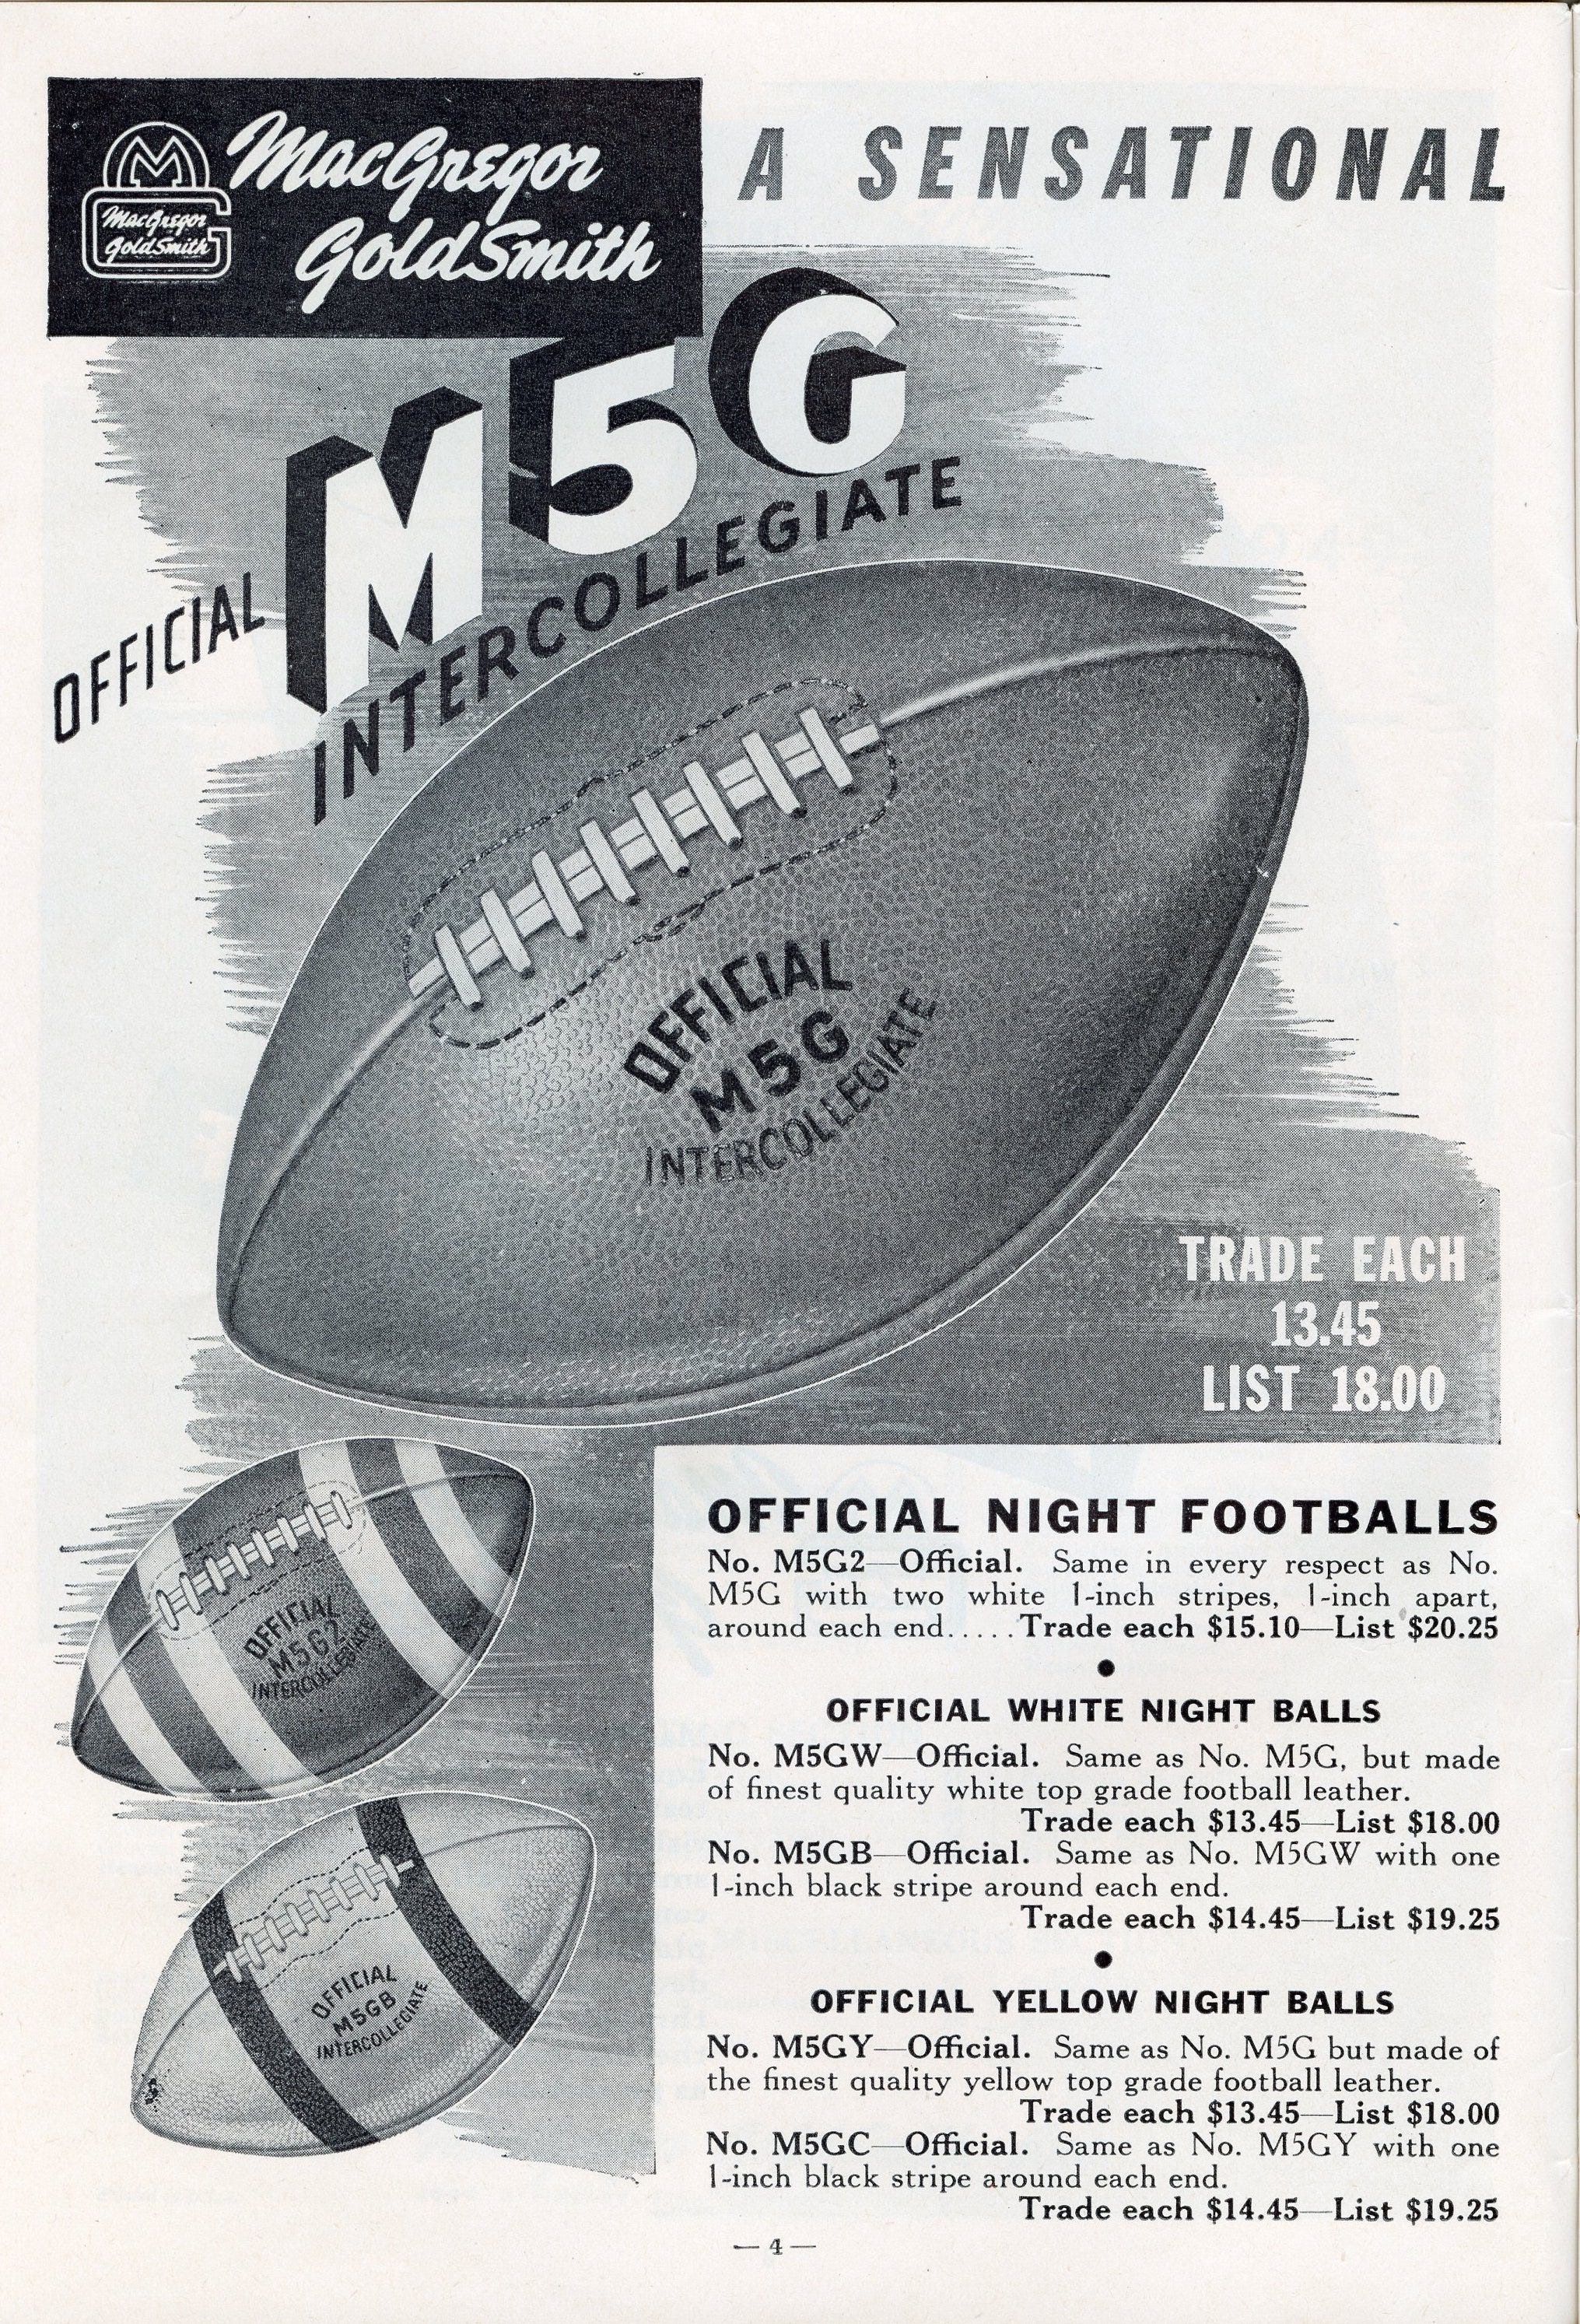 MacGregor
GoldSmith
MacGregor
GoldSmith
A SENSATIONAL
OFFICIAL
M5G
INTERCOLLEGIATE
OFFICIAL
M5G
INTERCOLLEGIATE
TRADE EACH
13.45
LIST 18.00
OFFICIAL
M5G2
INTERCOLLEGIATE
OFFICIAL
M5GB
INTERCOLLEGIATE
OFFICIAL NIGHT FOOTBALLS
No. M5G2—Official. Same in every respect as No.
M5G with two white 1-inch stripes, 1-inch apart,
around each end.....Trade each $15.10—List $20.25
OFFICIAL WHITE NIGHT BALLS
No. M5GW—Official. Same as No. M5G, but made
of finest quality white top grade football leather.
Trade each $13.45—List $18.00
No. M5GB—Official. Same as No. M5GW with one
1-inch black stripe around each end.
Trade each $14.45—List $19.25
OFFICIAL YELLOW NIGHT BALLS
No. M5GY—Official. Same as No. M5G but made of
the finest quality yellow top grade football leather.
Trade each $13.45—List $18.00
No. M5GC—Official. Same as No. M5GY with one
1-inch black stripe around each end.
Trade each $14.45—List $19.25
— 4 —